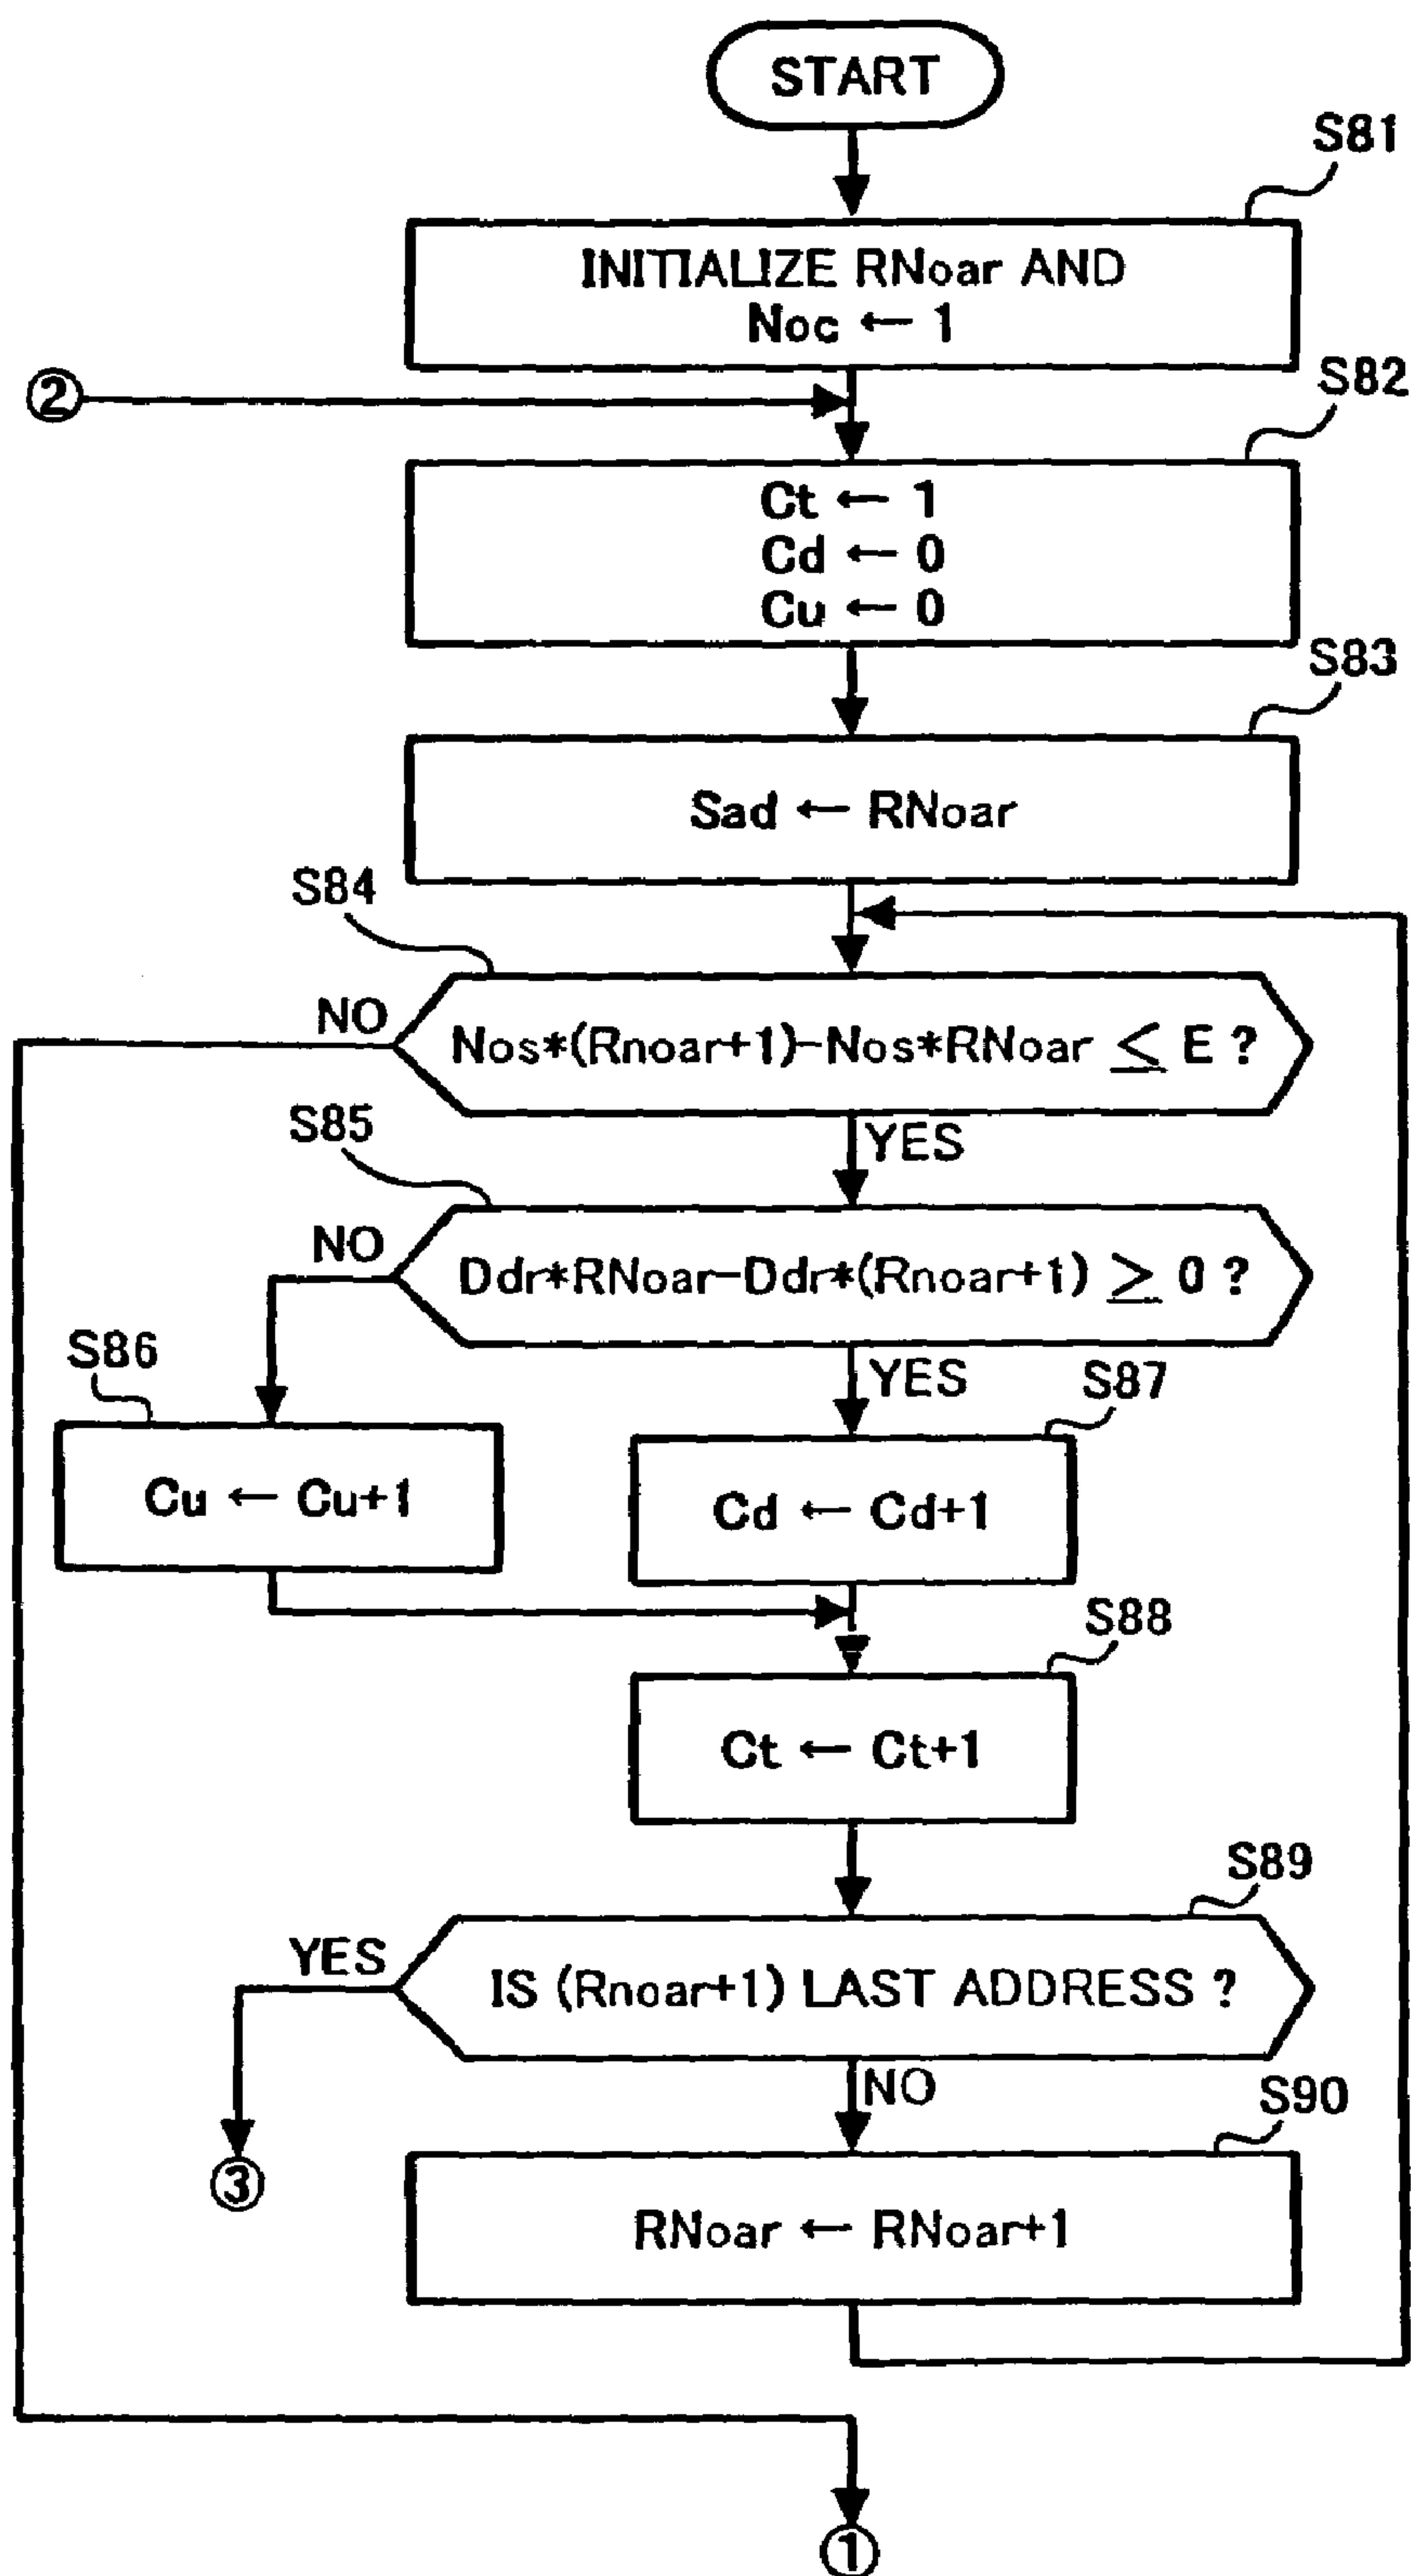 START
S81
INITIALIZE RNoar AND
Noc ← 1
②
S82
Ct ← 1
Cd ← 0
Cu ← 0
S83
Sad ← RNoar
S84
NO
Nos*(Rnoar+1)-Nos*RNoar ≤ E ?
YES
S85
NO
Ddr*RNoar-Ddr*(Rnoar+1) ≥ 0 ?
YES
S86
Cu ← Cu+1
S87
Cd ← Cd+1
S88
Ct ← Ct+1
S89
YES
IS (Rnoar+1) LAST ADDRESS ?
NO
③
S90
RNoar ← RNoar+1
①